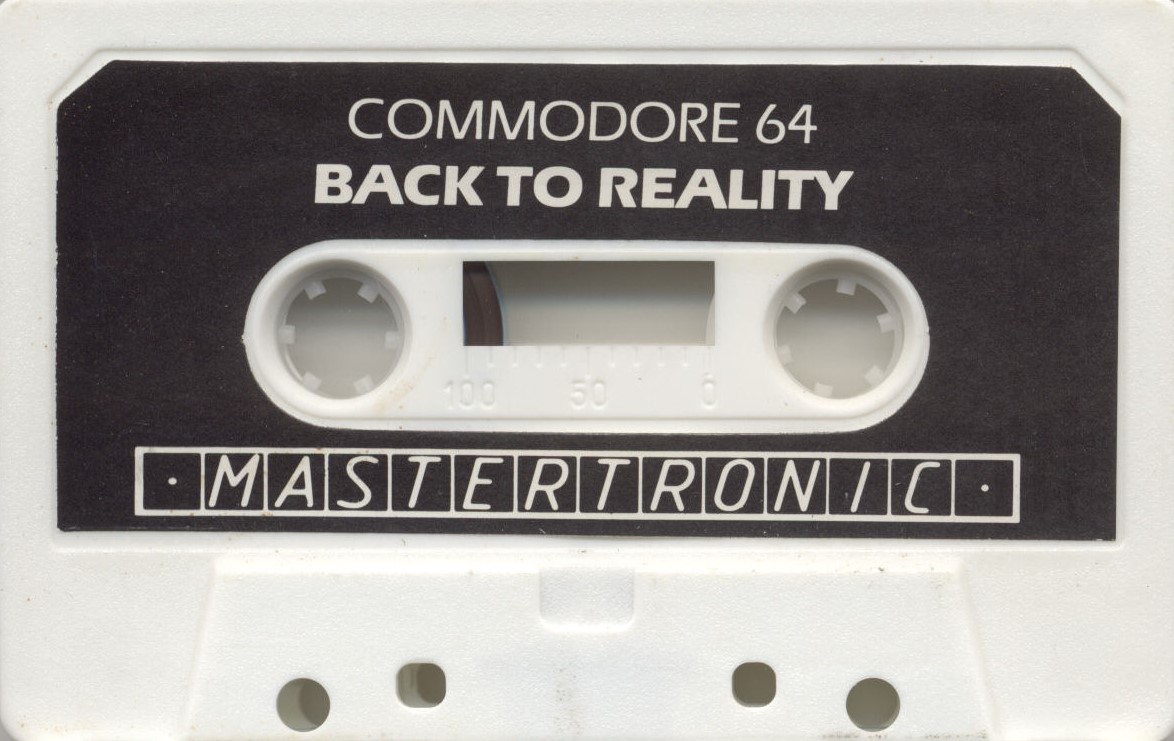 COMMODORE 64
BACK TO REALITY
100 50 0
· MASTERTRONIC ·